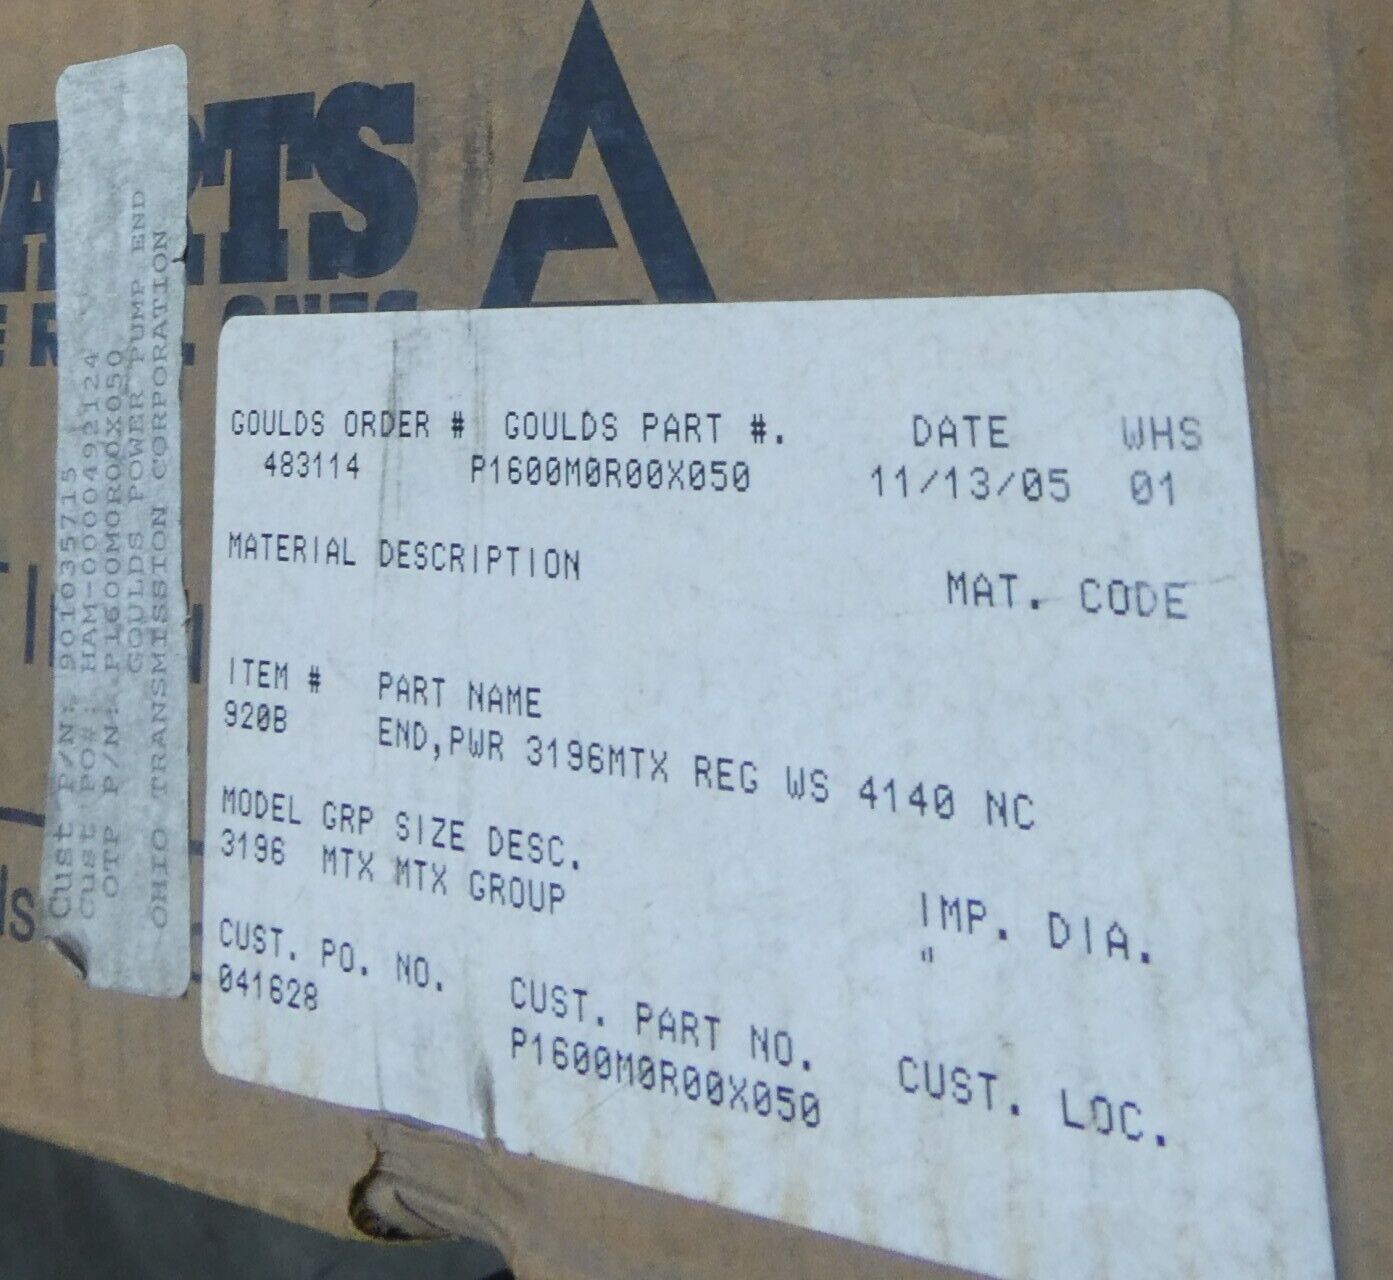 PARTS
GOULDS ORDER # GOULDS PART #. DATE WHS
483114 P1600M0R00X050 11/13/05 01
MATERIAL DESCRIPTION MAT. CODE
ITEM # PART NAME
920B END,PWR 3196MTX REG WS 4140 NC
MODEL GRP SIZE DESC. IMP. DIA.
3196 MTX MTX GROUP "
CUST. PO. NO. CUST. PART NO. CUST. LOC.
041628 P1600M0R00X050
Cust P/N: 901035715
Cust PO#: HAM-0000492124
OTP P/N: P1600M0R00X050
GOULDS POWER PUMP END
OHIO TRANSMISSION CORPORATION